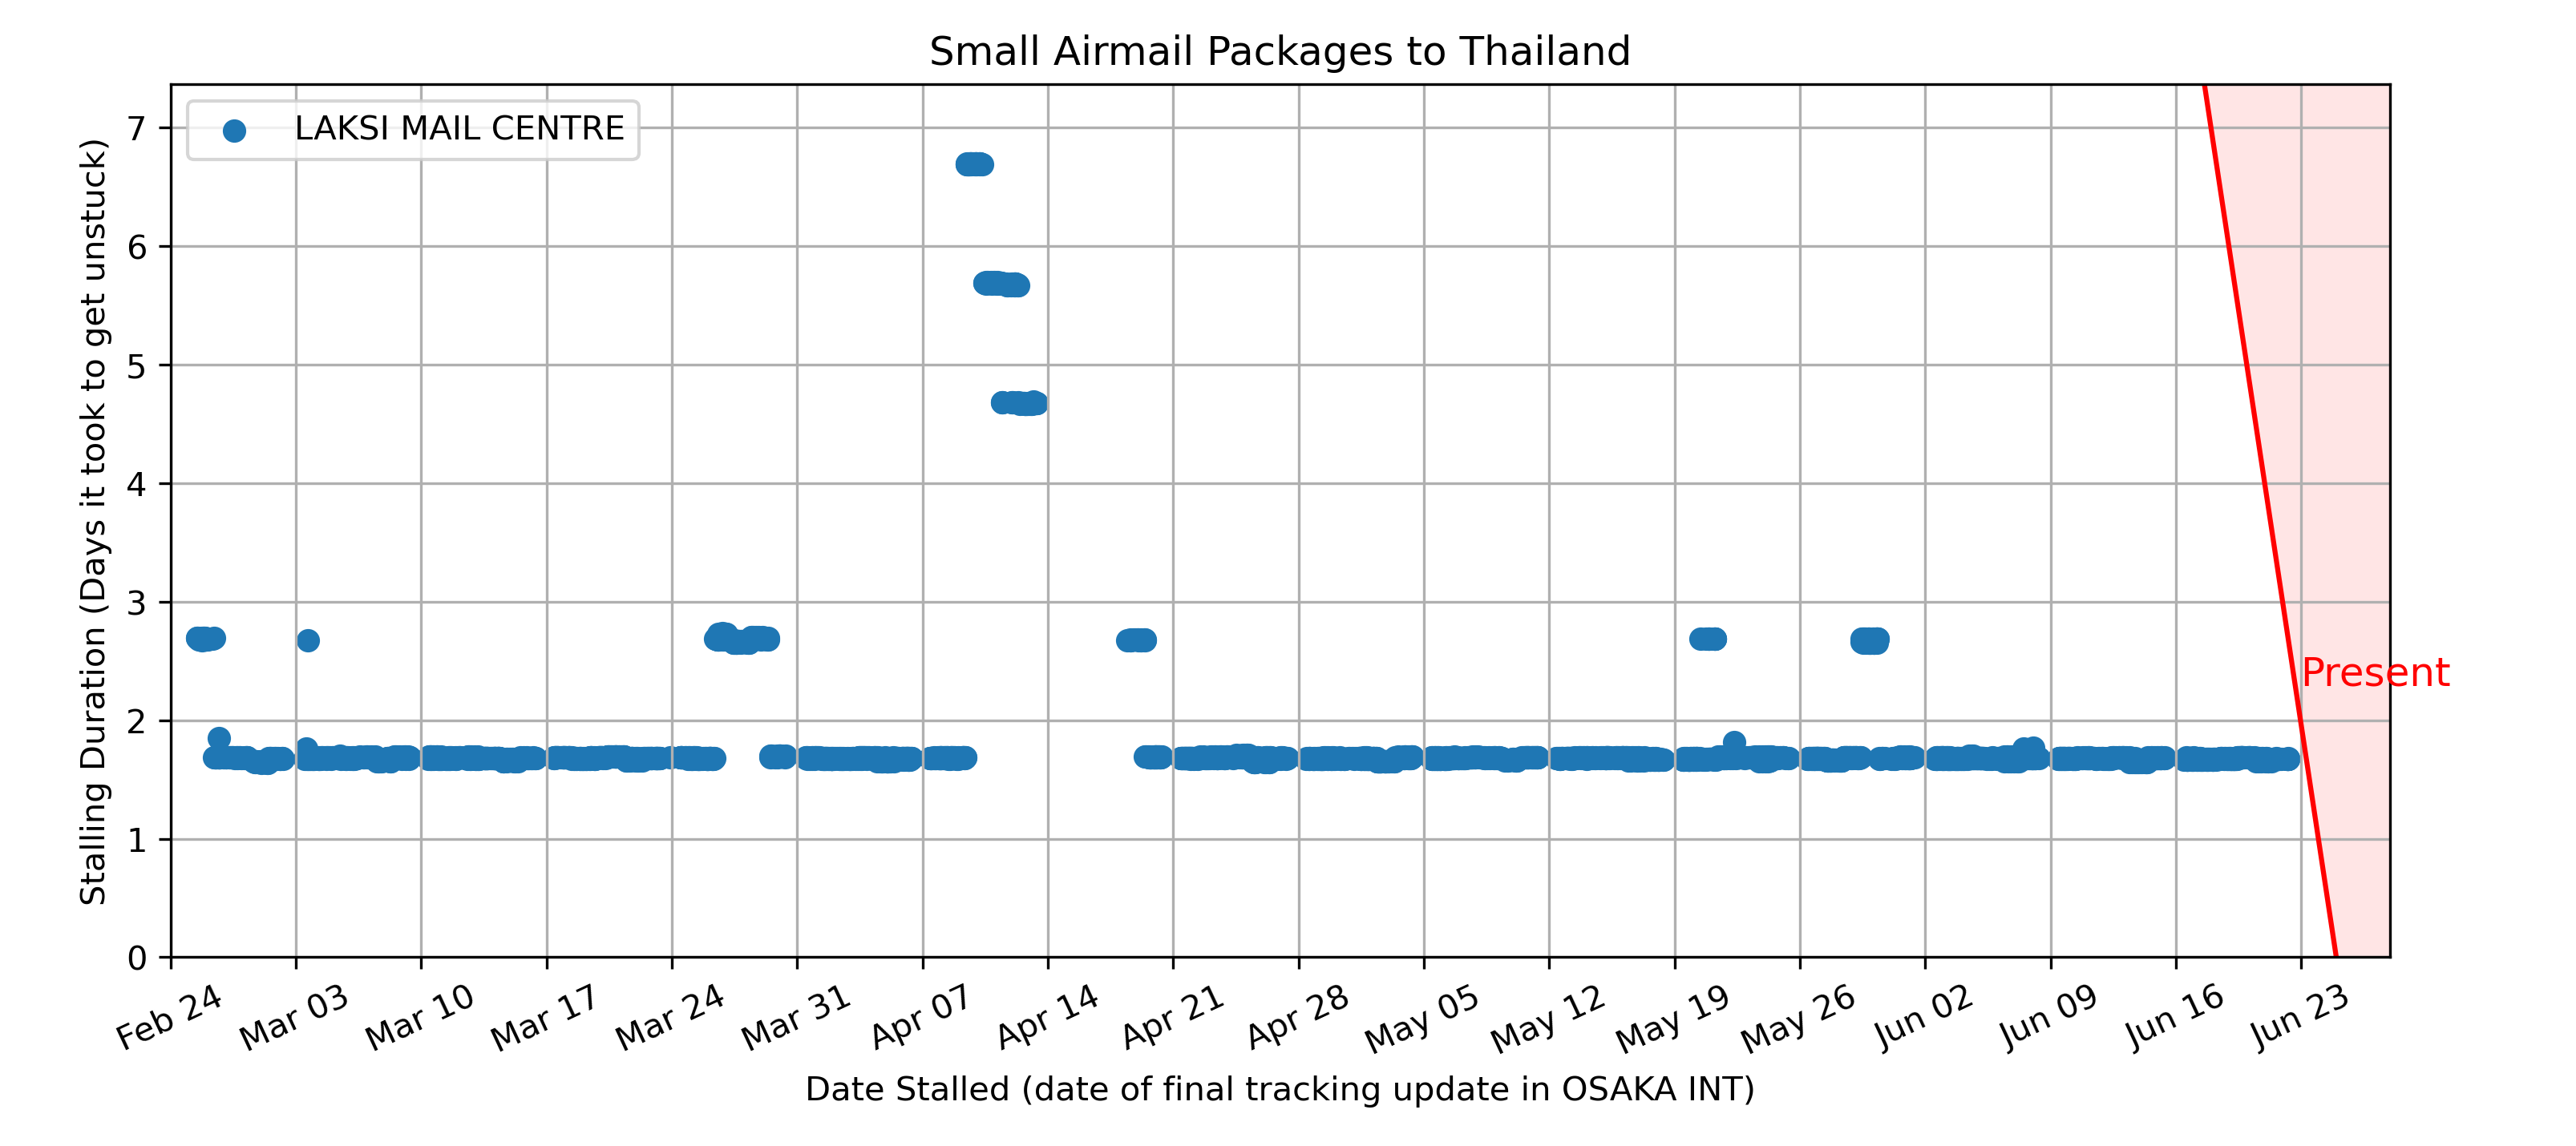 Small Airmail Packages to Thailand
LAKSI MAIL CENTRE
Stalling Duration (Days it took to get unstuck)
7
6
5
4
3
2
1
0
Present
Feb 24
Mar 03
Mar 10
Mar 17
Mar 24
Mar 31
Apr 07
Apr 14
Apr 21
Apr 28
May 05
May 12
May 19
May 26
Jun 02
Jun 09
Jun 16
Jun 23
Date Stalled (date of final tracking update in OSAKA INT)